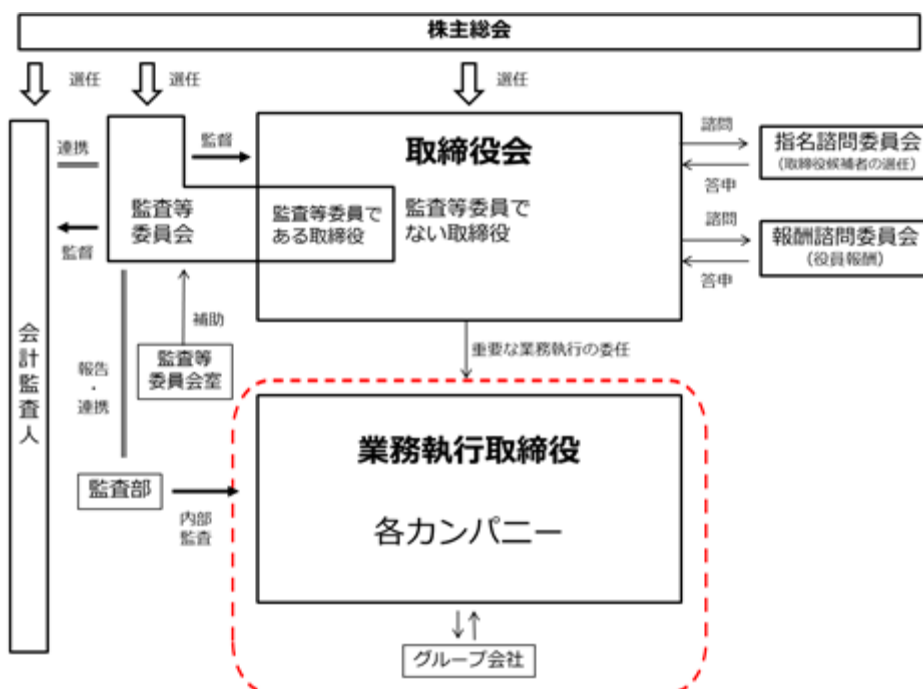 株主総会
選任
選任
選任
連携
監督
監督
監査等
委員会
監査等委員で
ある取締役
取締役会
監査等委員で
ない取締役
諮問
答申
指名諮問委員会
(取締役候補者の選任)
諮問
答申
報酬諮問委員会
(役員報酬)
会計監査人
補助
監査等
委員会室
報告
・
連携
重要な業務執行の委任
監査部
内部
監査
業務執行取締役
各カンパニー
グループ会社